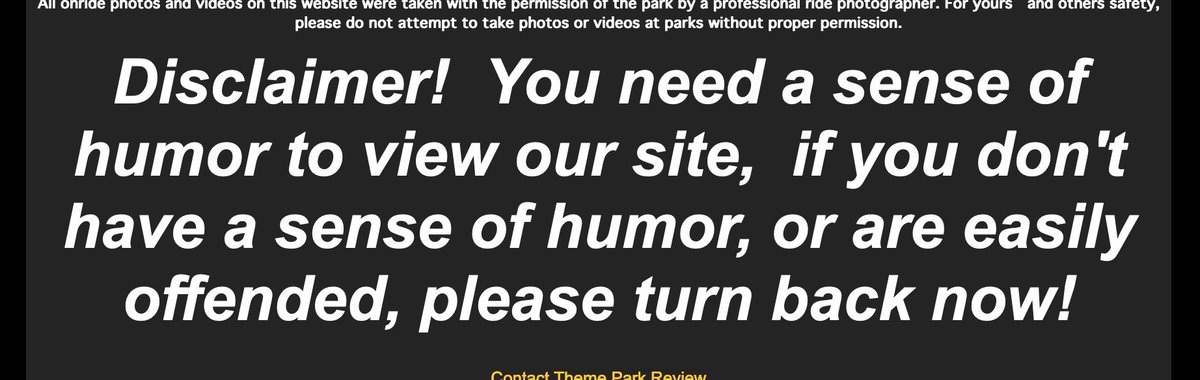 All onride photos and videos on this website were taken with the permission of the park by a professional ride photographer. For yours and others safety,
please do not attempt to take photos or videos at parks without proper permission.
Disclaimer! You need a sense of
humor to view our site, if you don't
have a sense of humor, or are easily
offended, please turn back now!
Contact Theme Park Review